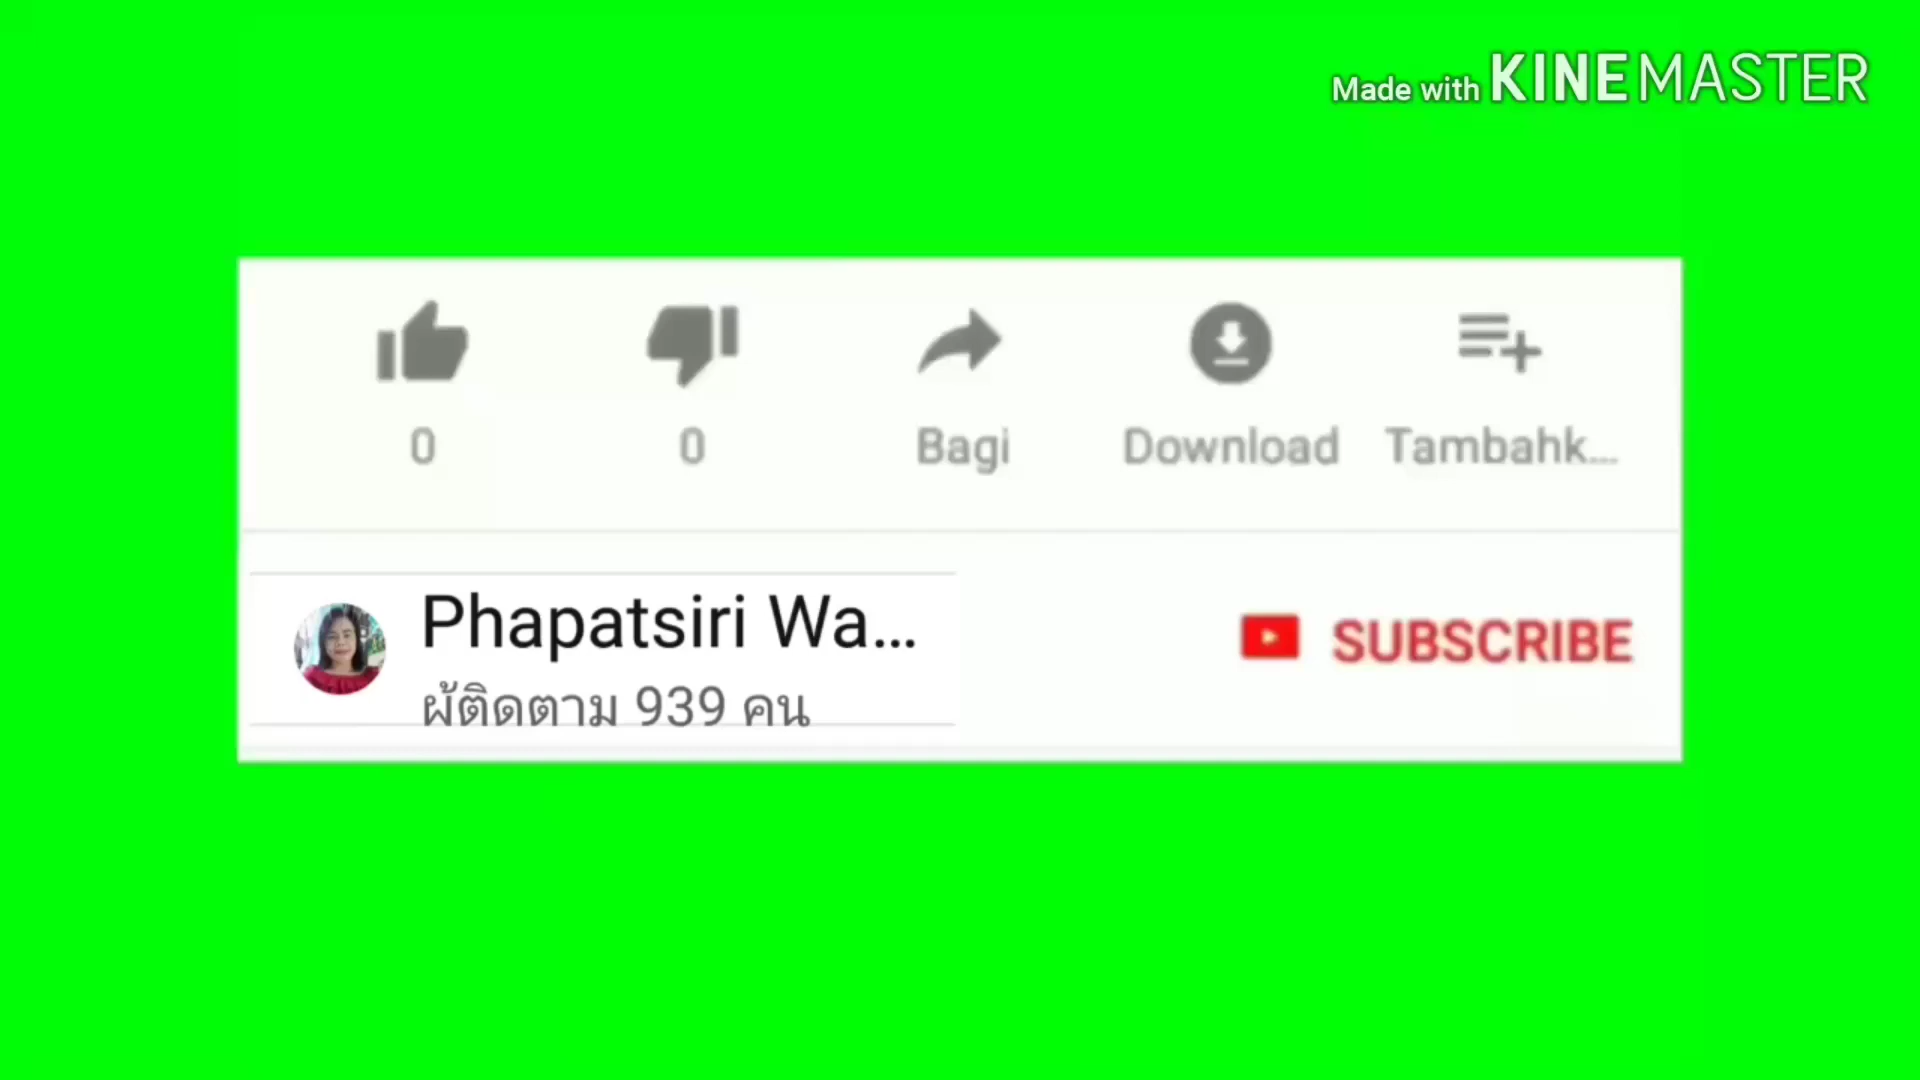 Made with KINEMASTER
0 0 Bagi Download Tambahk...
Phapatsiri Wa...
SUBSCRIBE
ผู้ติดตาม 939 คน